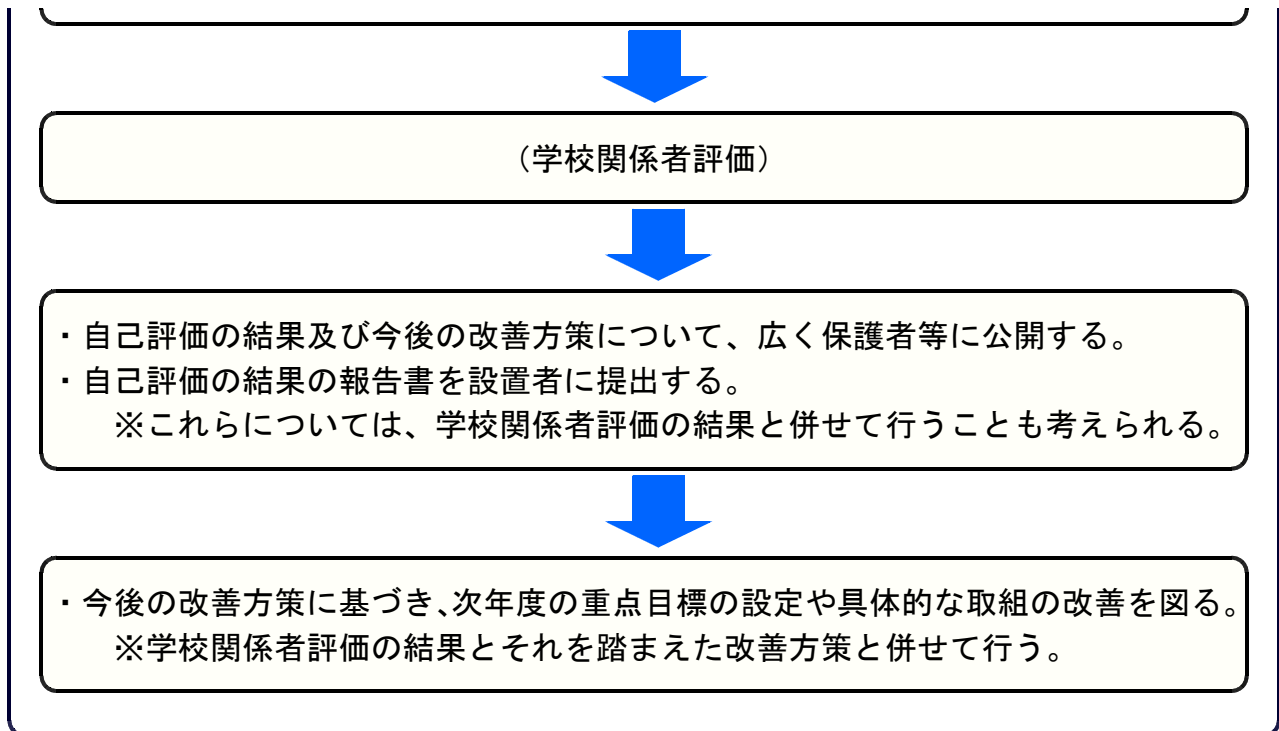 （学校関係者評価）
・自己評価の結果及び今後の改善方策について、広く保護者等に公開する。
・自己評価の結果の報告書を設置者に提出する。
※これらについては、学校関係者評価の結果と併せて行うことも考えられる。
・今後の改善方策に基づき、次年度の重点目標の設定や具体的な取組の改善を図る。
※学校関係者評価の結果とそれを踏まえた改善方策と併せて行う。